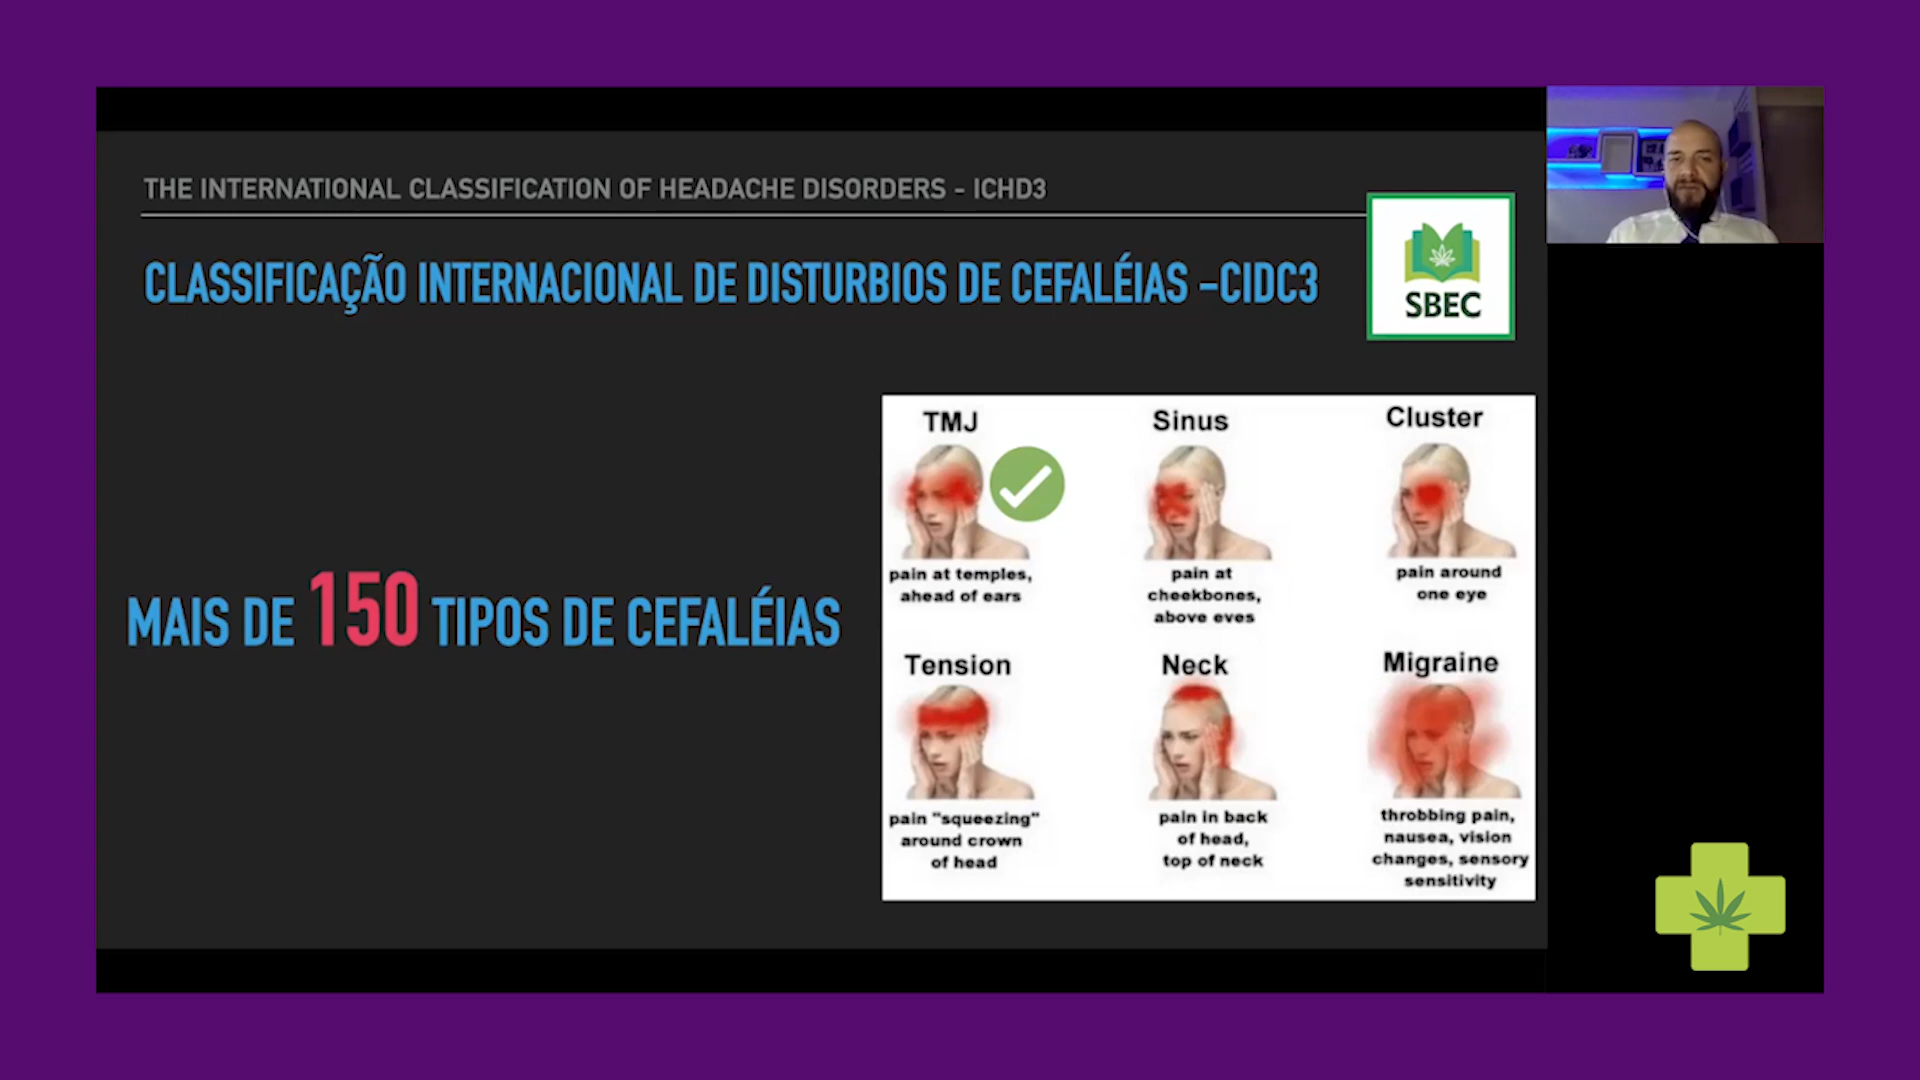 THE INTERNATIONAL CLASSIFICATION OF HEADACHE DISORDERS - ICHD3
CLASSIFICAÇÃO INTERNACIONAL DE DISTURBIOS DE CEFALÉIAS -CIDC3
SBEC
MAIS DE 150 TIPOS DE CEFALÉIAS
TMJ
pain at temples,
ahead of ears
Sinus
pain at
cheekbones,
above eyes
Cluster
pain around
one eye
Tension
pain "squeezing"
around crown
of head
Neck
pain in back
of head,
top of neck
Migraine
throbbing pain,
nausea, vision
changes, sensory
sensitivity